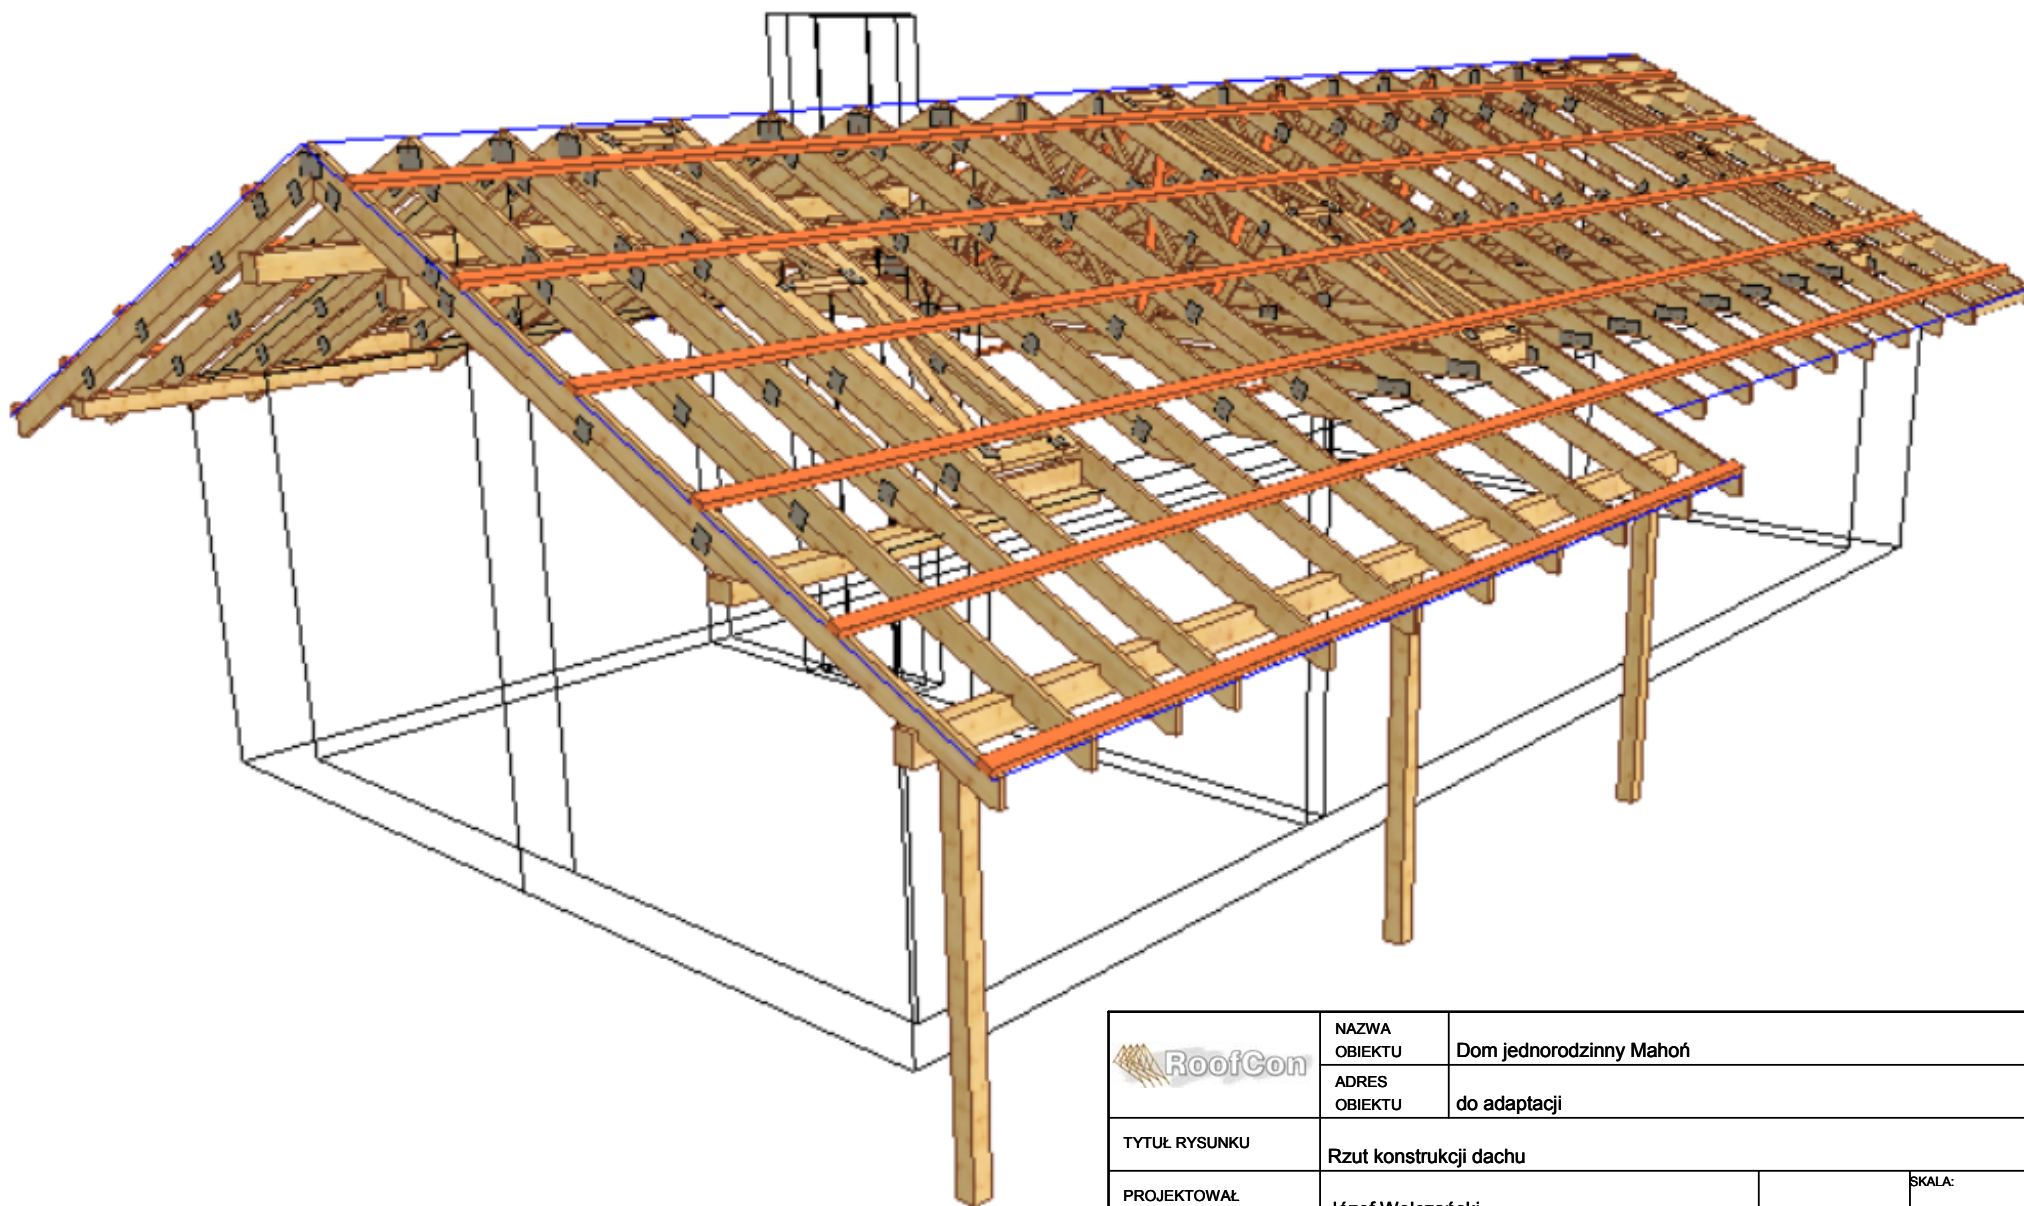 RoofCon
NAZWA
OBIEKTU
Dom jednorodzinny Mahoń
ADRES
OBIEKTU
do adaptacji
TYTUŁ RYSUNKU
Rzut konstrukcji dachu
PROJEKTOWAŁ
SKALA: